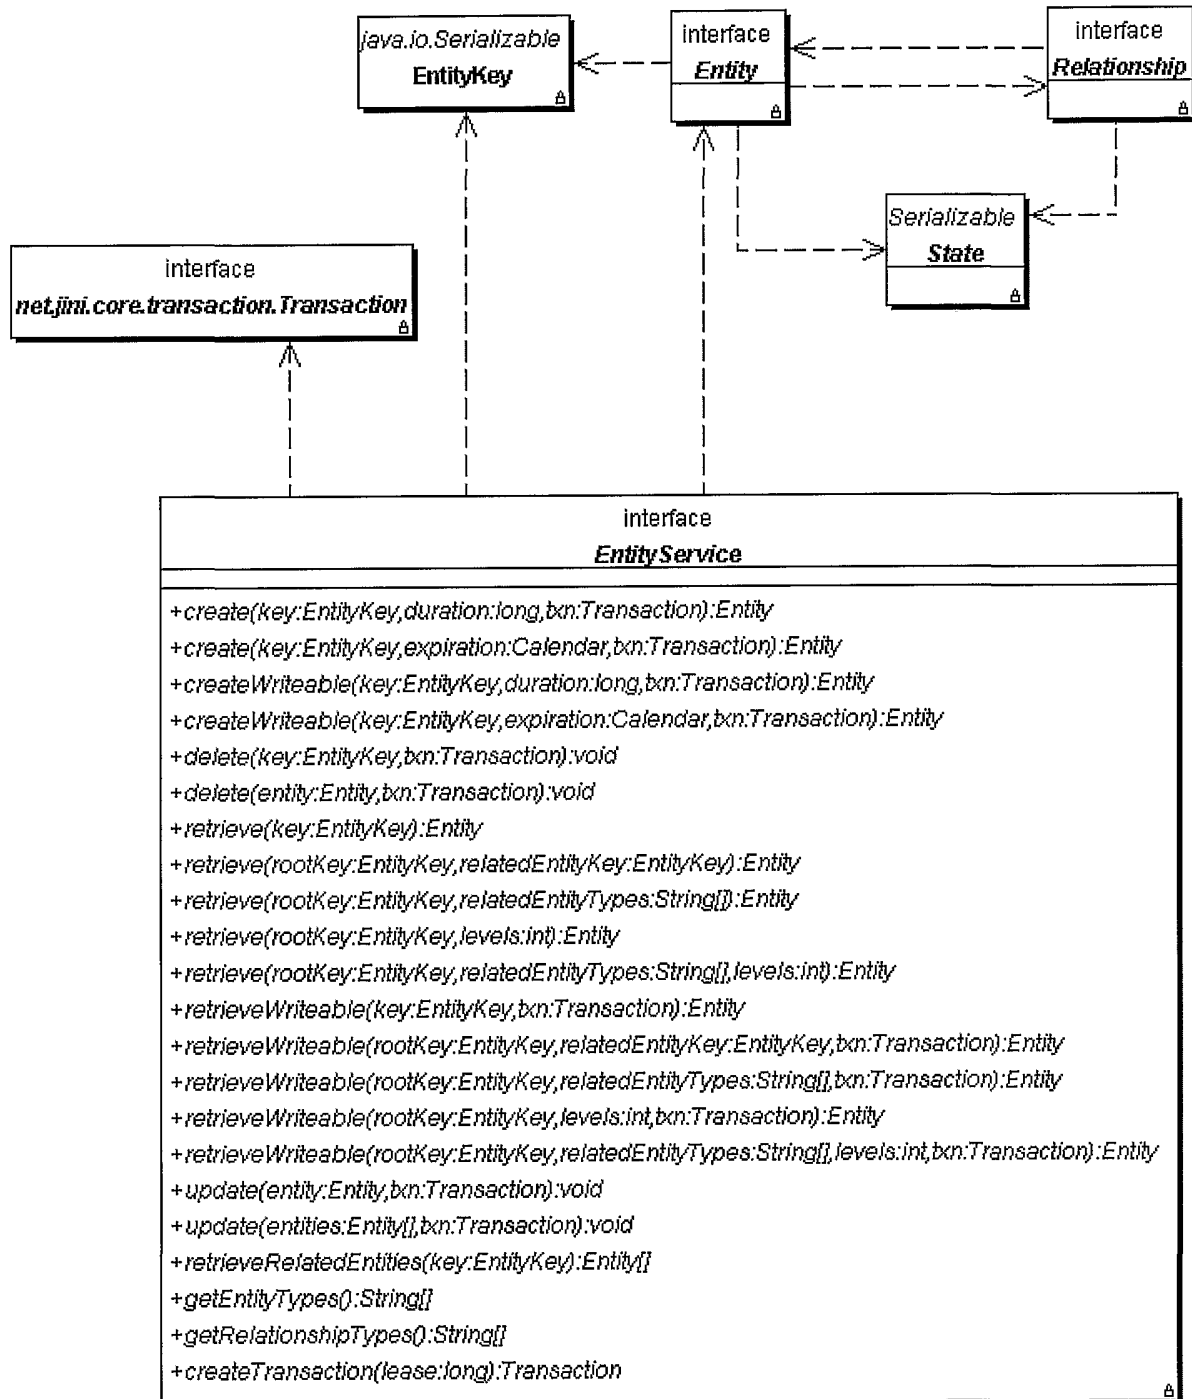 java.io.Serializable
EntityKey
interface
Entity
interface
Relationship
Serializable
State
interface
net.jini.core.transaction.Transaction
interface
EntityService
+create(key:EntityKey,duration:long,txn:Transaction):Entity
+create(key:EntityKey,expiration:Calendar,txn:Transaction):Entity
+createWriteable(key:EntityKey,duration:long,txn:Transaction):Entity
+createWriteable(key:EntityKey,expiration:Calendar,txn:Transaction):Entity
+delete(key:EntityKey,txn:Transaction):void
+delete(entity:Entity,txn:Transaction):void
+retrieve(key:EntityKey):Entity
+retrieve(rootKey:EntityKey,relatedEntityKey:EntityKey):Entity
+retrieve(rootKey:EntityKey,relatedEntityTypes:String[]):Entity
+retrieve(rootKey:EntityKey,levels:int):Entity
+retrieve(rootKey:EntityKey,relatedEntityTypes:String[],levels:int):Entity
+retrieveWriteable(key:EntityKey,txn:Transaction):Entity
+retrieveWriteable(rootKey:EntityKey,relatedEntityKey:EntityKey,txn:Transaction):Entity
+retrieveWriteable(rootKey:EntityKey,relatedEntityTypes:String[],txn:Transaction):Entity
+retrieveWriteable(rootKey:EntityKey,levels:int,txn:Transaction):Entity
+retrieveWriteable(rootKey:EntityKey,relatedEntityTypes:String[],levels:int,txn:Transaction):Entity
+update(entity:Entity,txn:Transaction):void
+update(entities:Entity[],txn:Transaction):void
+retrieveRelatedEntities(key:EntityKey):Entity[]
+getEntityTypes():String[]
+getRelationshipTypes():String[]
+createTransaction(lease:long):Transaction